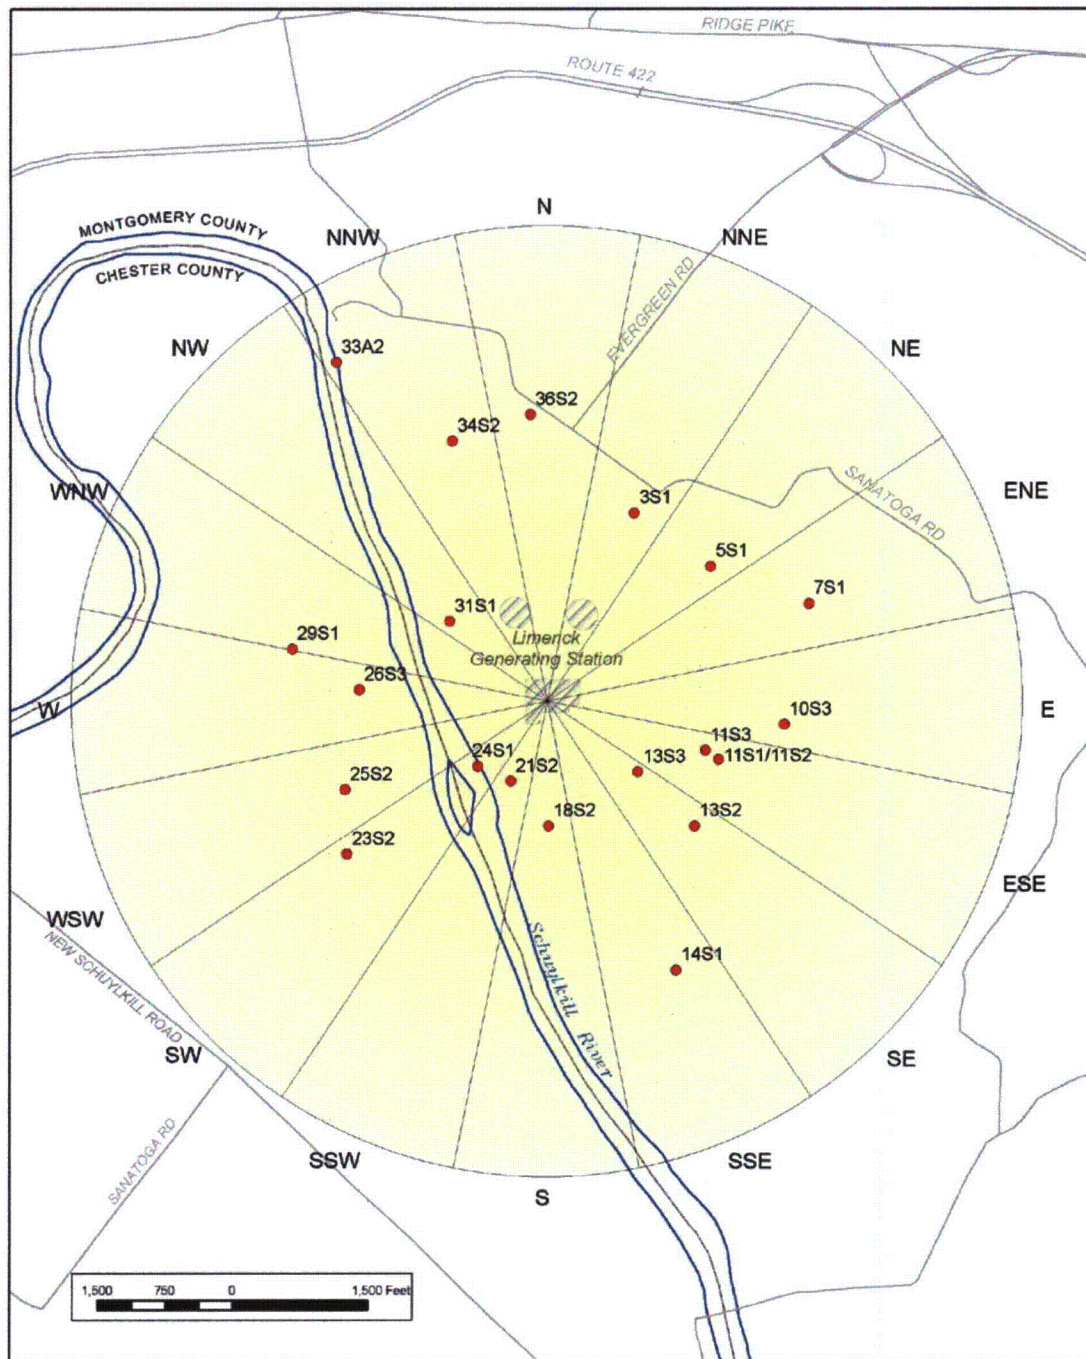 RIDGE PIKE
ROUTE 422
N
MONTGOMERY COUNTY
NNW
NNE
CHESTER COUNTY
EVERGREEN RD
NW
33A2
NE
36S2
34S2
WNW
SANATOGA RD
ENE
3S1
5S1
7S1
31S1
29S1
Limerick
Generating Station
26S3
W
10S3
E
11S3
24S1
13S3
11S1/11S2
25S2
21S2
18S2
13S2
23S2
ESE
WSW
NEW SCHUYLKILL ROAD
14S1
Schuylkill River
SW
SE
SANATOGA RD
SSW
SSE
S
1,500 750 0 1,500 Feet